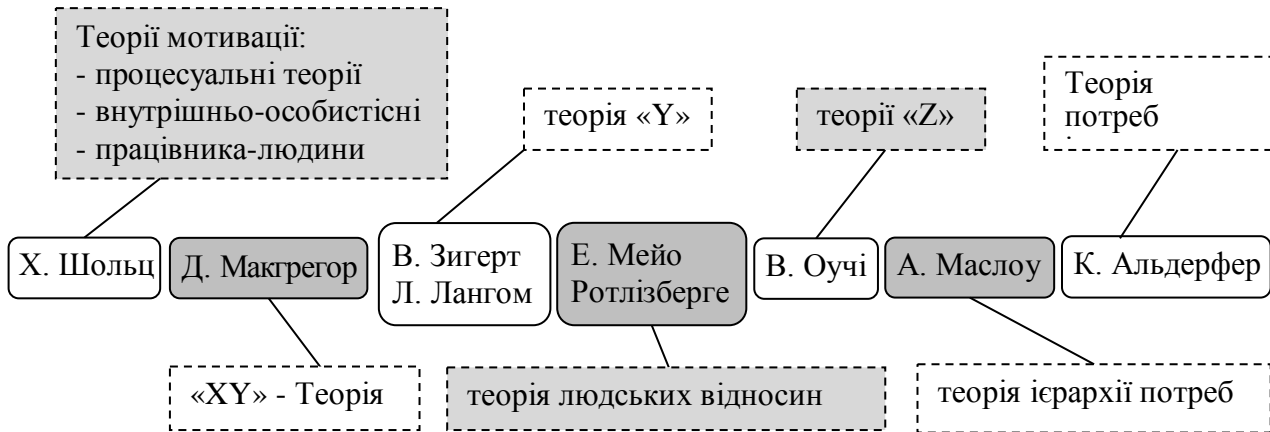 Теорії мотивації:
- процесуальні теорії
- внутрішньо-особистісні
- працівника-людини
теорія «Y»
теорії «Z»
Теорія
потреб
Х. Шольц
Д. Макгрегор
В. Зигерт
Л. Лангом
Е. Мейо
Ротлізберге
В. Оучі
А. Маслоу
К. Альдерфер
«XY» - Теорія
теорія людських відносин
теорія ієрархії потреб